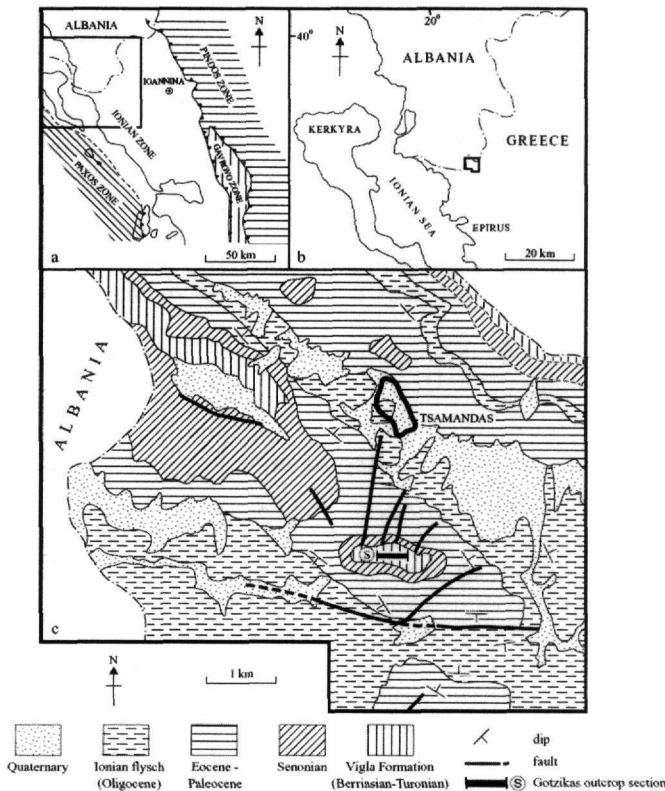 ALBANIA
N
IOANNINA
PINDOS ZONE
IONIAN ZONE
GAVROVO ZONE
PAXOS ZONE
50 km
a
20°
40°
N
ALBANIA
KERKYRA
GREECE
IONIAN SEA
EPIRUS
20 km
b
ALBANIA
TSAMANDAS
S
c
N
1 km
Quaternary
Ionian flysch
(Oligocene)
Eocene -
Paleocene
Senonian
Vigla Formation
(Berriasian-Turonian)
dip
fault
S Gotzikas outcrop section